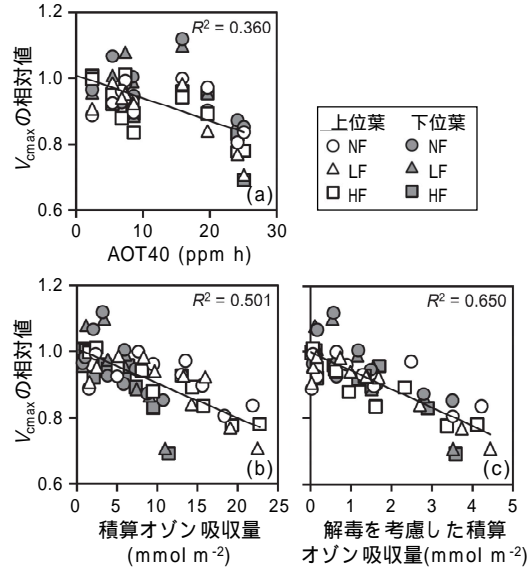 R² = 0.360
1.2
1.0
0.8
0.6
V_cmaxの相対値
(a)
0 5 10 15 20 25 30
AOT40 (ppm h)
上位葉 下位葉
NF NF
LF LF
HF HF
R² = 0.501
1.2
1.0
0.8
0.6
V_cmaxの相対値
(b)
0 5 10 15 20 25
積算オゾン吸収量
(mmol m⁻²)
R² = 0.650
(c)
0 1 2 3 4 5
解毒を考慮した積算
オゾン吸収量(mmol m⁻²)